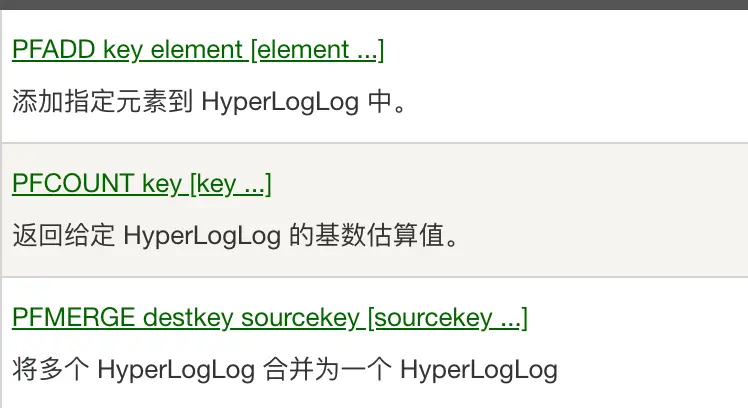 PFADD key element [element ...]
添加指定元素到 HyperLogLog 中。
PFCOUNT key [key ...]
返回给定 HyperLogLog 的基数估算值。
PFMERGE destkey sourcekey [sourcekey ...]
将多个 HyperLogLog 合并为一个 HyperLogLog